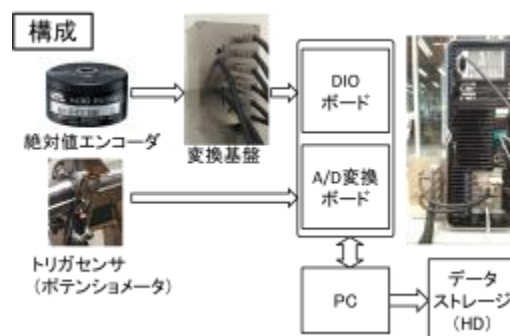 構成
絶対値エンコーダ
変換基盤
DIO
ボード
A/D変換
ボード
トリガセンサ
(ポテンショメータ)
PC
データ
ストレージ
(HD)